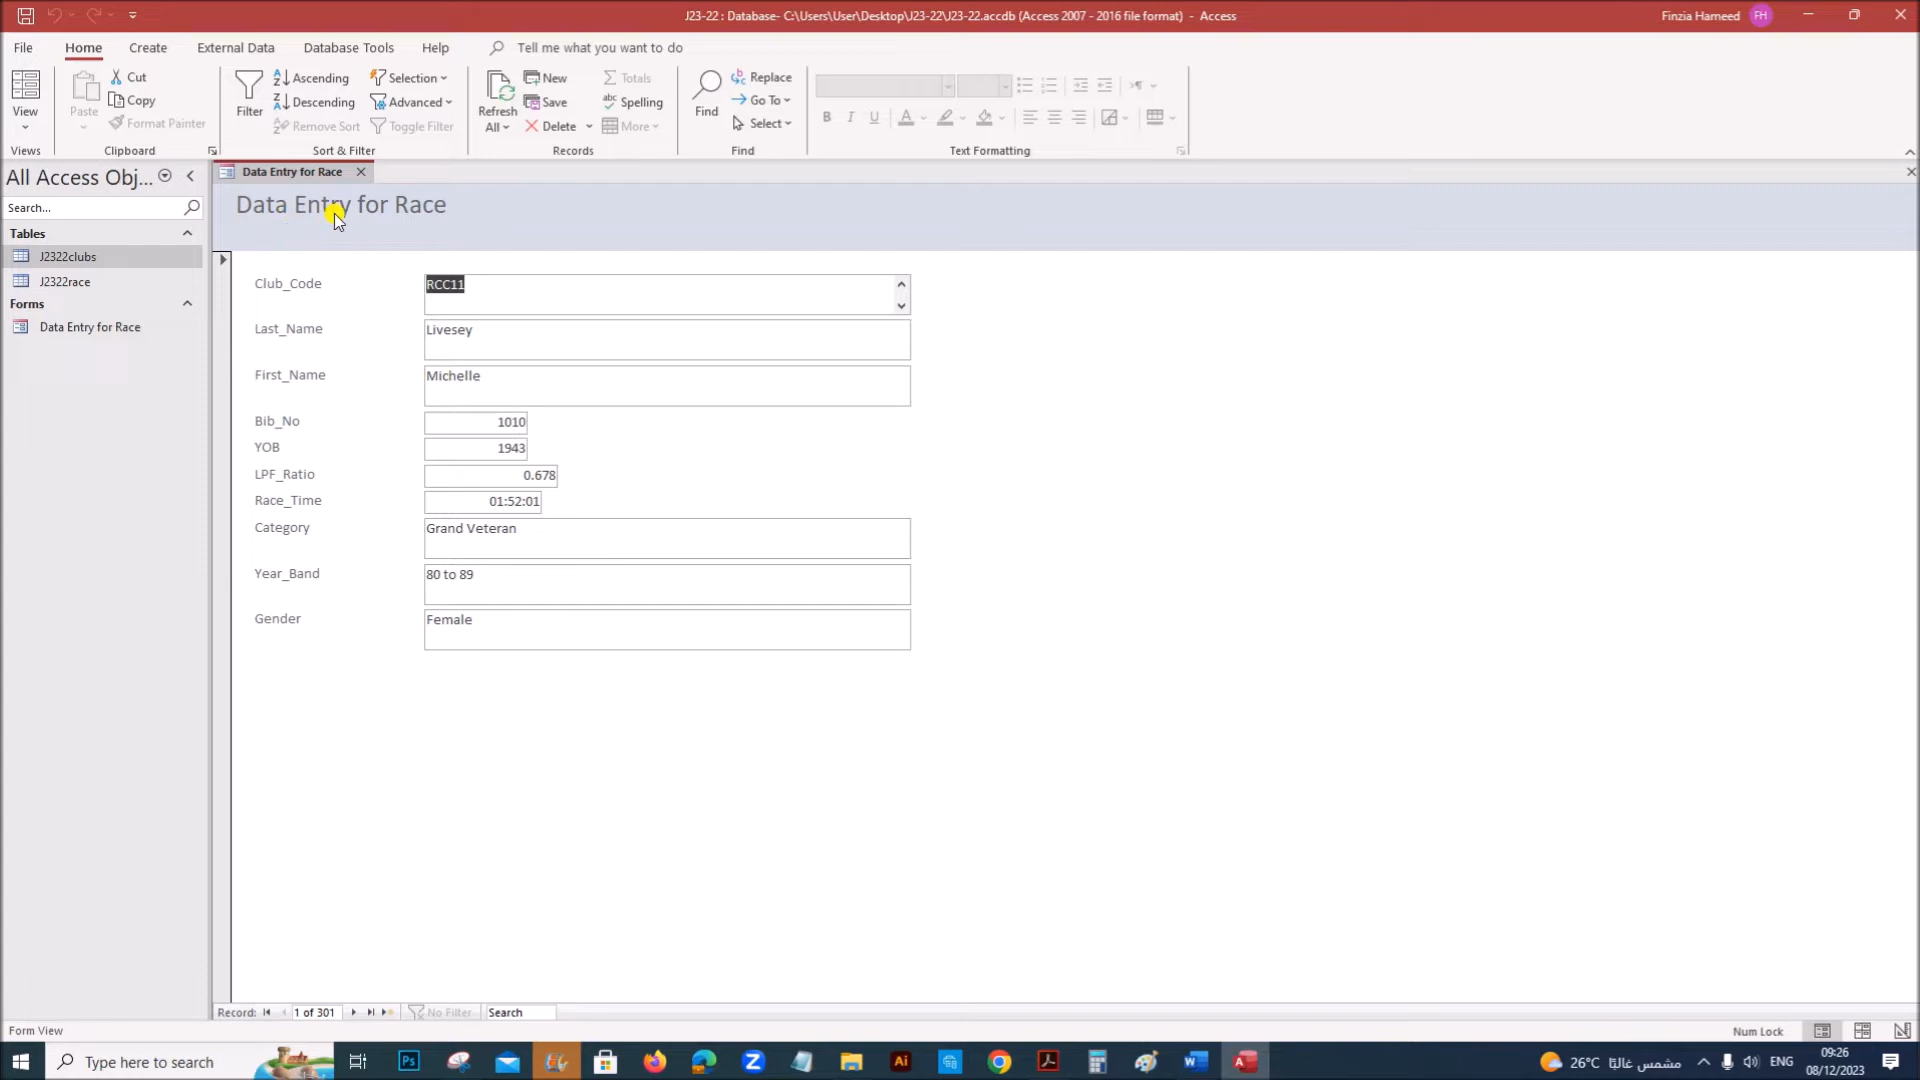 J23-22 : Database- C:\Users\User\Desktop\J23-22\J23-22.accdb (Access 2007 - 2016 file format) - Access
Finzia Hameed FH
File Home Create External Data Database Tools Help Tell me what you want to do
View
Views
Paste
Cut
Copy
Format Painter
Clipboard
Filter
Ascending
Descending
Remove Sort
Selection
Advanced
Toggle Filter
Sort & Filter
Refresh
All
New
Save
Delete
Totals
Spelling
More
Records
Find
Replace
Go To
Select
Find
B I U A
Text Formatting
All Access Obj...
Search...
Tables
J2322clubs
J2322race
Forms
Data Entry for Race
Data Entry for Race
Data Entry for Race
Club_Code RCC11
Last_Name Livesey
First_Name Michelle
Bib_No 1010
YOB 1943
LPF_Ratio 0.678
Race_Time 01:52:01
Category Grand Veteran
Year_Band 80 to 89
Gender Female
Record: 1 of 301 No Filter Search
Form View
Num Lock
Type here to search
Ps
Ai
26°C مشمس غالبًا
ENG
09:26
08/12/2023